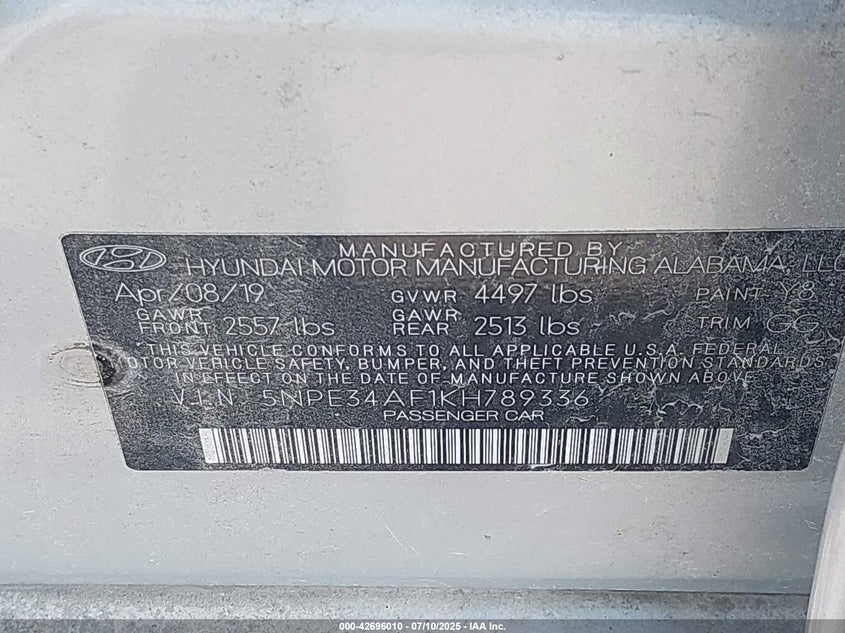 MANUFACTURED BY
HYUNDAI MOTOR MANUFACTURING ALABAMA, LLC
Apr/08/19 GVWR 4497 lbs PAINT Y8
GAWR FRONT 2557 lbs GAWR REAR 2513 lbs TRIM GG
THIS VEHICLE CONFORMS TO ALL APPLICABLE U.S.A. FEDERAL
MOTOR VEHICLE SAFETY, BUMPER, AND THEFT PREVENTION STANDARDS
IN EFFECT ON THE DATE OF MANUFACTURE SHOWN ABOVE
V.I.N. 5NPE34AF1KH789336
PASSENGER CAR
000-42696010 / 07/10/2025 - © IAA Inc.